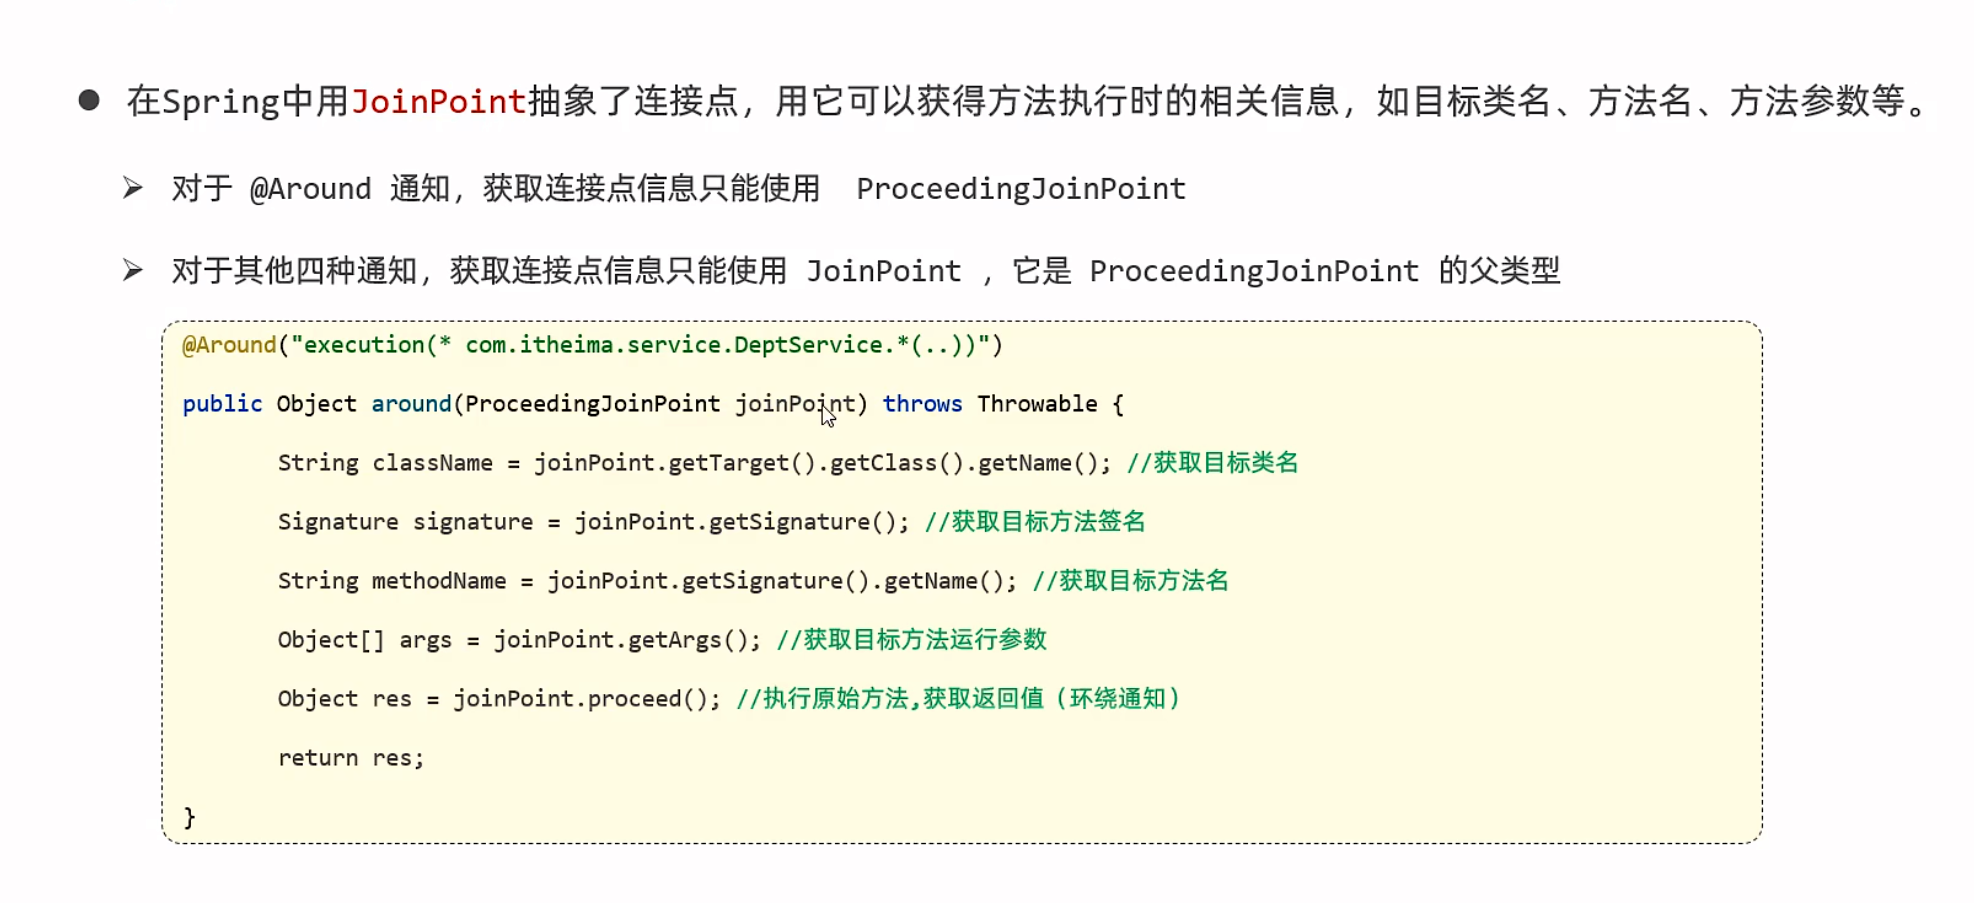 在Spring中用JoinPoint抽象了连接点，用它可以获得方法执行时的相关信息，如目标类名、方法名、方法参数等。
对于 @Around 通知，获取连接点信息只能使用 ProceedingJoinPoint
对于其他四种通知，获取连接点信息只能使用 JoinPoint ，它是 ProceedingJoinPoint 的父类型
@Around("execution(* com.itheima.service.DeptService.*(..))")
public Object around(ProceedingJoinPoint joinPoint) throws Throwable {
String className = joinPoint.getTarget().getClass().getName(); //获取目标类名
Signature signature = joinPoint.getSignature(); //获取目标方法签名
String methodName = joinPoint.getSignature().getName(); //获取目标方法名
Object[] args = joinPoint.getArgs(); //获取目标方法运行参数
Object res = joinPoint.proceed(); //执行原始方法,获取返回值（环绕通知）
return res;
}